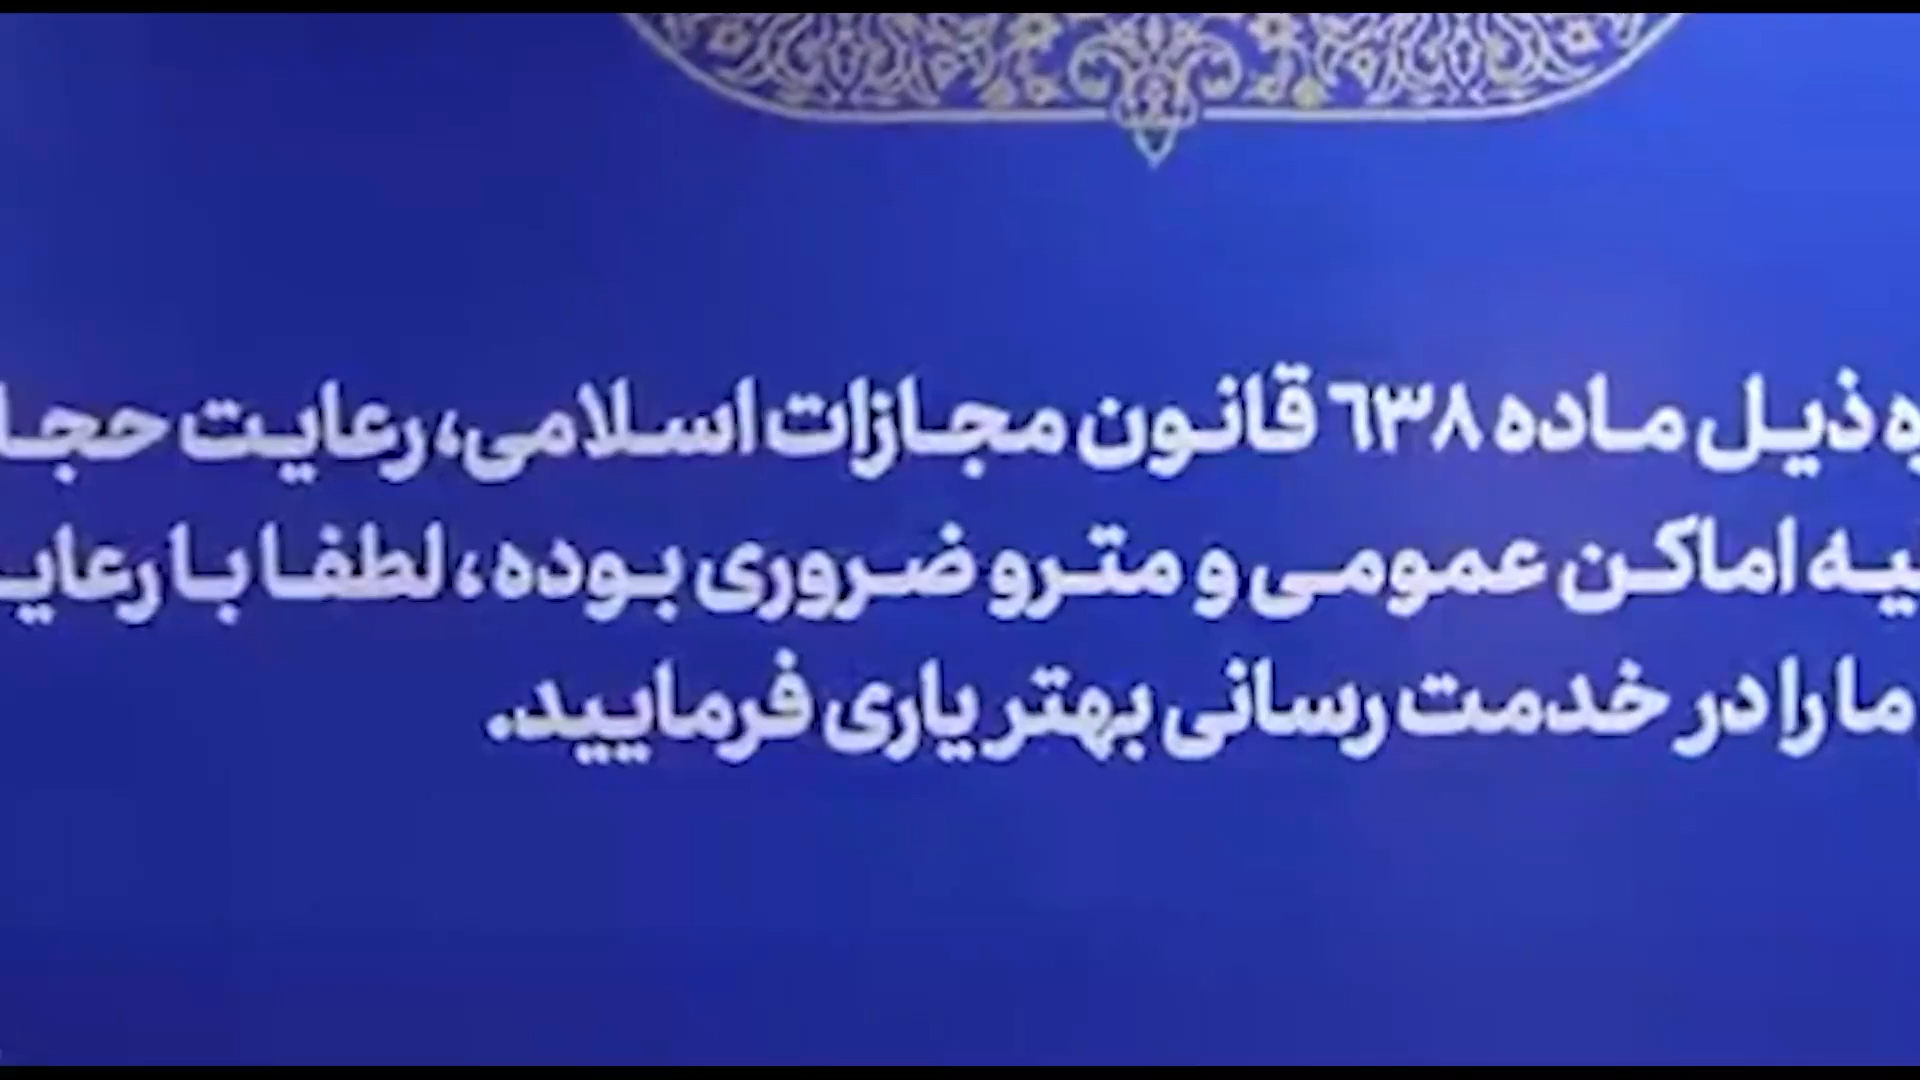 ذیل ماده ٦٣٨ قانون مجازات اسلامی، رعایت
اماکن عمومی و مترو ضروری بوده، لطفا با
ما را در خدمت رسانی بهتر یاری فرمایید.